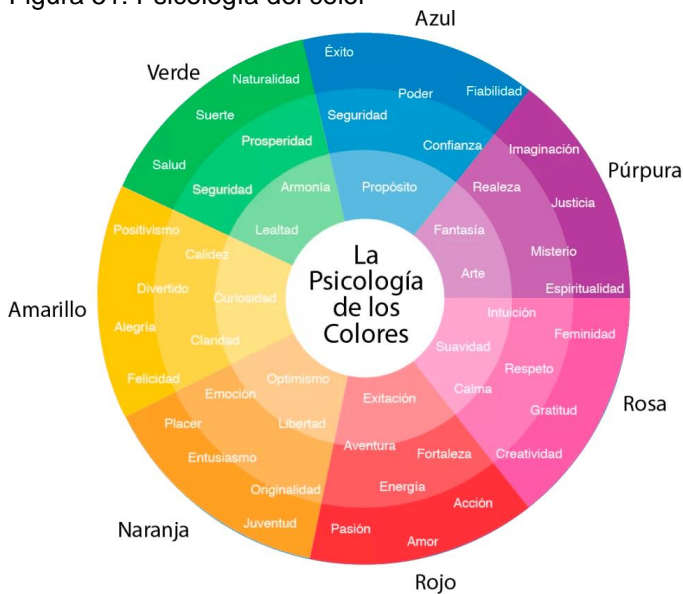 Figura 31. Psicología del color
Azul
Éxito
Poder
Fiabilidad
Seguridad
Confianza
Propósito
Púrpura
Imaginación
Realeza
Justicia
Fantasía
Misterio
Arte
Espiritualidad
Rosa
Intuición
Feminidad
Suavidad
Respeto
Calma
Gratitud
Creatividad
Rojo
Exitación
Aventura
Fortaleza
Energía
Acción
Pasión
Amor
Naranja
Optimismo
Emoción
Libertad
Placer
Entusiasmo
Originalidad
Juventud
Amarillo
Positivismo
Calidez
Divertido
Curiosidad
Alegría
Claridad
Felicidad
Verde
Naturalidad
Suerte
Prosperidad
Salud
Seguridad
Armonía
Lealtad
La
Psicología
de los
Colores